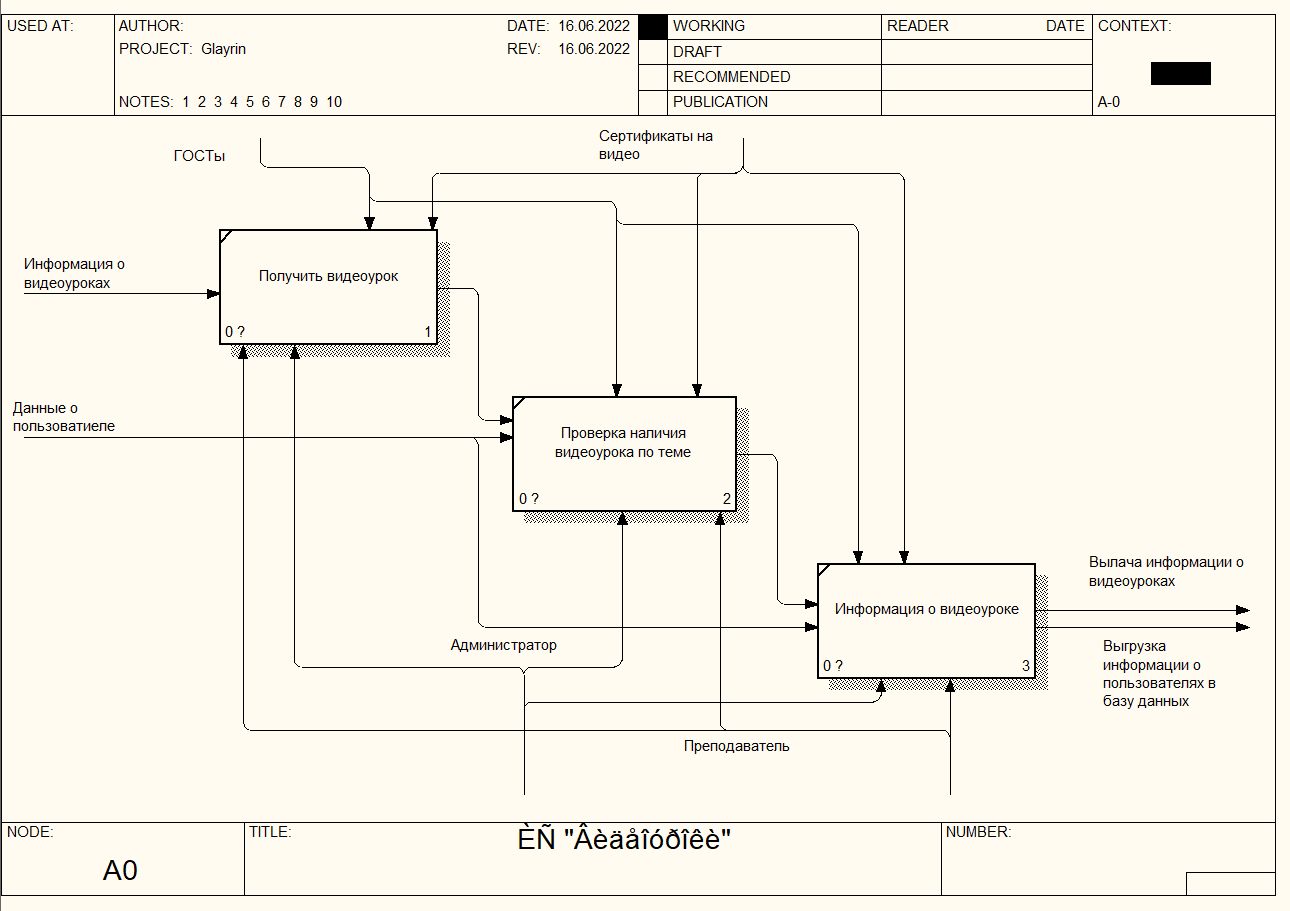 USED AT:
AUTHOR:
DATE: 16.06.2022
PROJECT: Glayrin
REV: 16.06.2022
NOTES: 1 2 3 4 5 6 7 8 9 10
WORKING
DRAFT
RECOMMENDED
PUBLICATION
READER DATE
CONTEXT:
A-0
ГОСТы
Сертификаты на
видео
Информация о
видеоуроках
Получить видеоурок
0 ? 1
Данные о
пользоватиеле
Проверка наличия
видеоурока по теме
0 ? 2
Информация о видеоуроке
0 ? 3
Вылача информации о
видеоуроках
Выгрузка
информации о
пользователях в
базу данных
Администратор
Преподаватель
NODE:
A0
TITLE:
ÈÑ "Âèäåîóðîêè"
NUMBER: